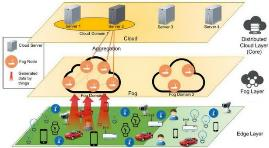 Server 1
Server 2
Server 3
Server 4
Cloud Domain 1
Cloud
Aggregation
Cloud Server
Fog Node
Generated
data by
things
Distributed
Cloud Layer
(Core)
Fog Domain 1
Fog
Fog Domain 2
Fog Layer
Edge Layer